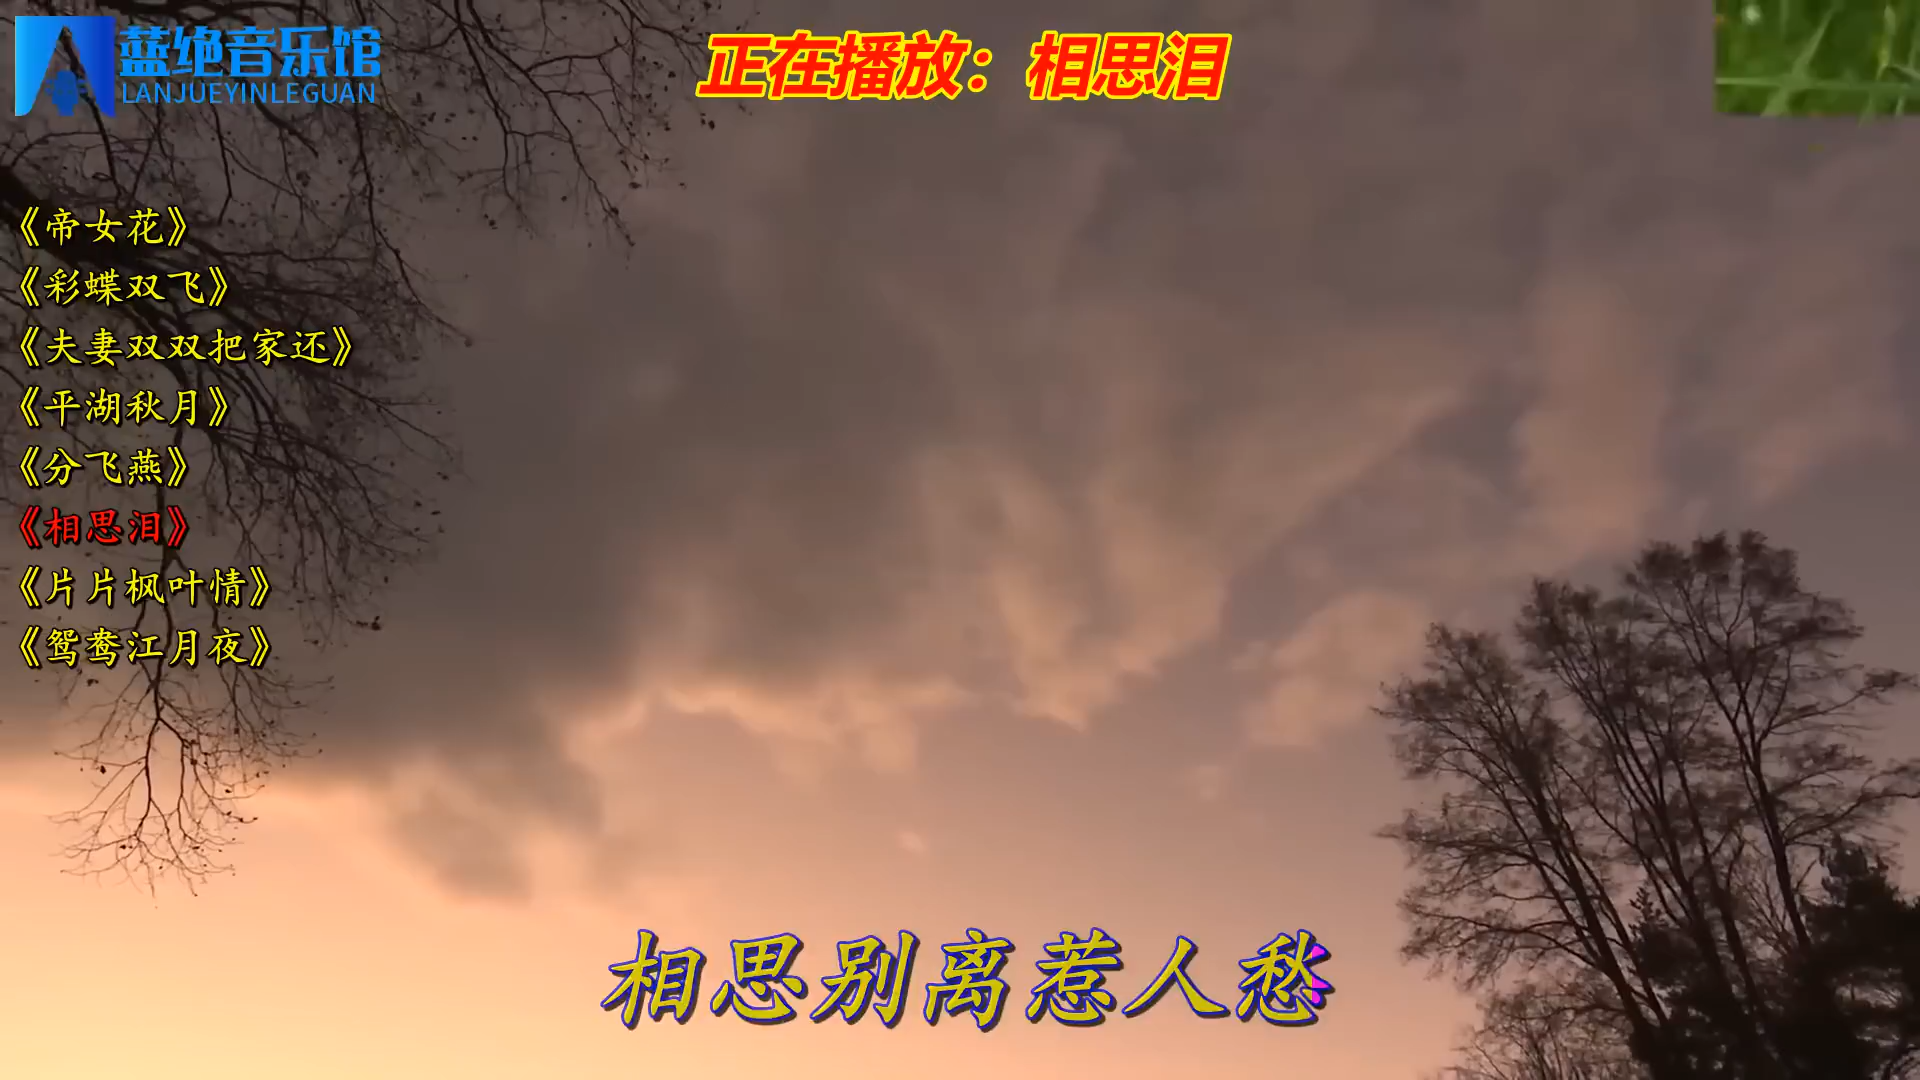 蓝绝音乐馆
LANJUEYINLEGUAN
正在播放：相思泪
《帝女花》
《彩蝶双飞》
《夫妻双双把家还》
《平湖秋月》
《分飞燕》
《相思泪》
《片片枫叶情》
《鸳鸯江月夜》
相思别离惹人愁